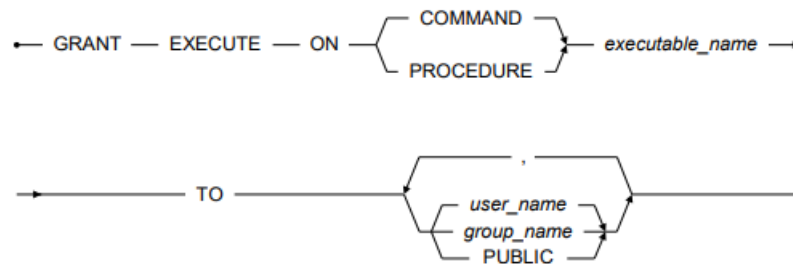 COMMAND
GRANT EXECUTE ON executable_name
PROCEDURE
,
TO
user_name
group_name
PUBLIC